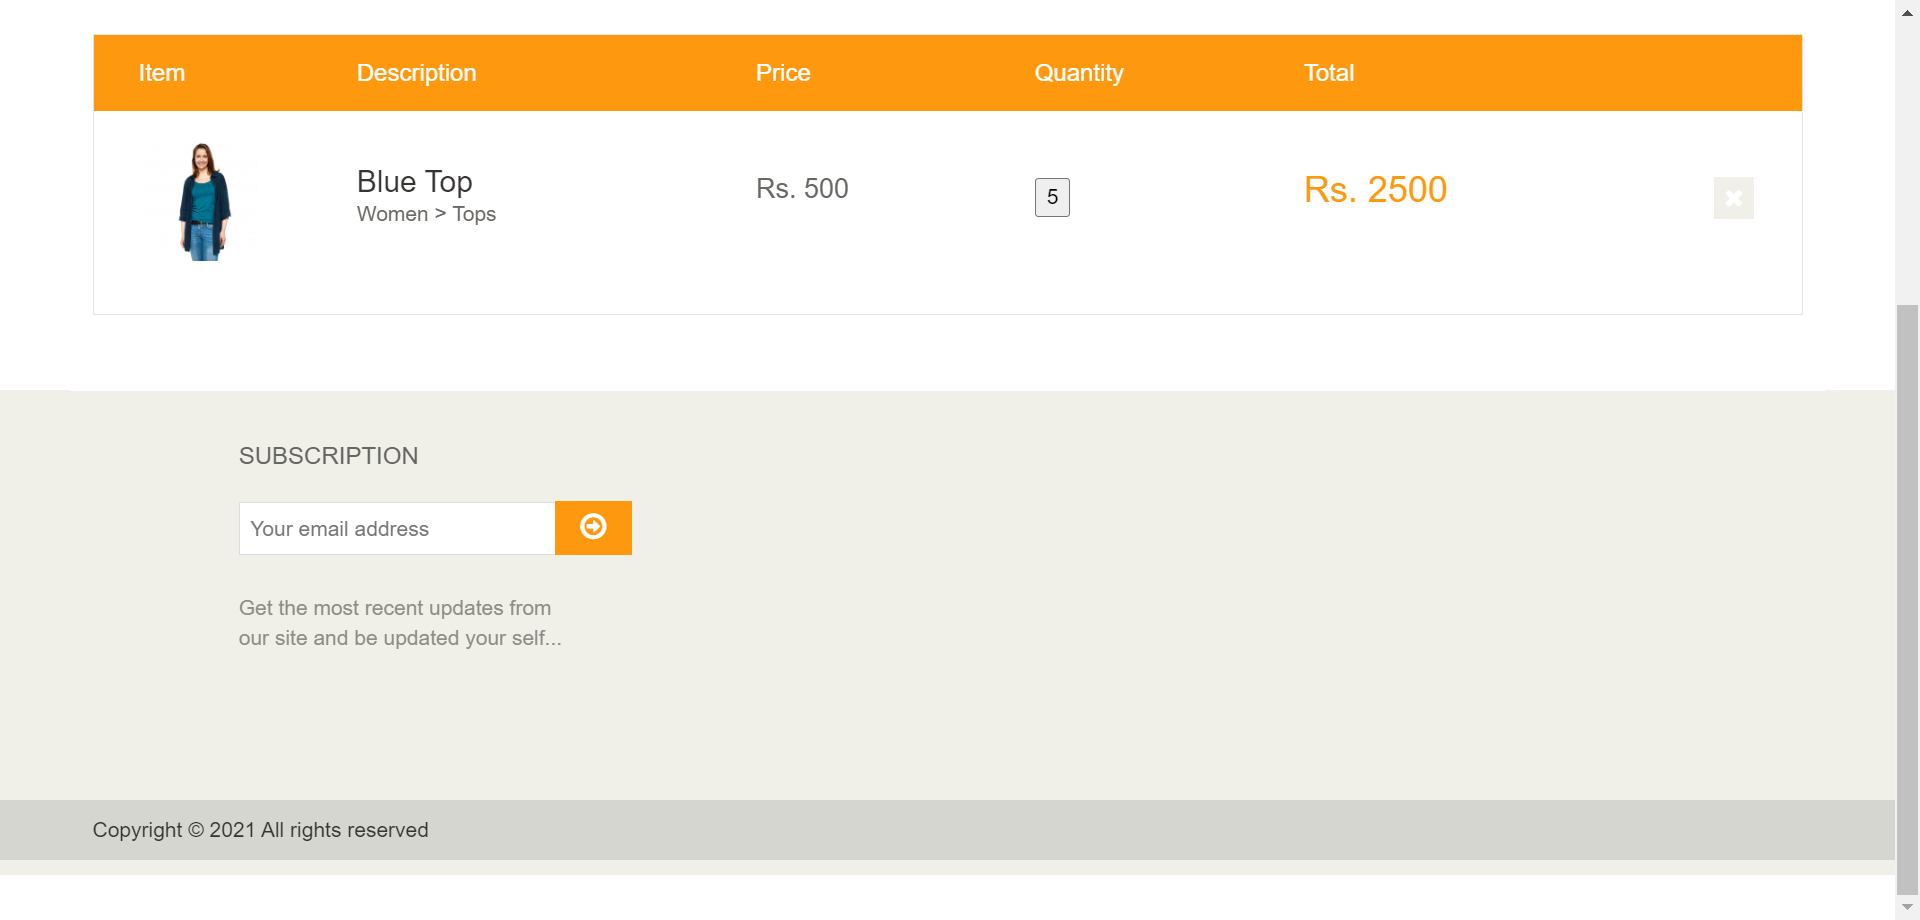 Item Description Price Quantity Total
Blue Top Rs. 500 5 Rs. 2500
Women > Tops
SUBSCRIPTION
Your email address
Get the most recent updates from
our site and be updated your self...
Copyright © 2021 All rights reserved